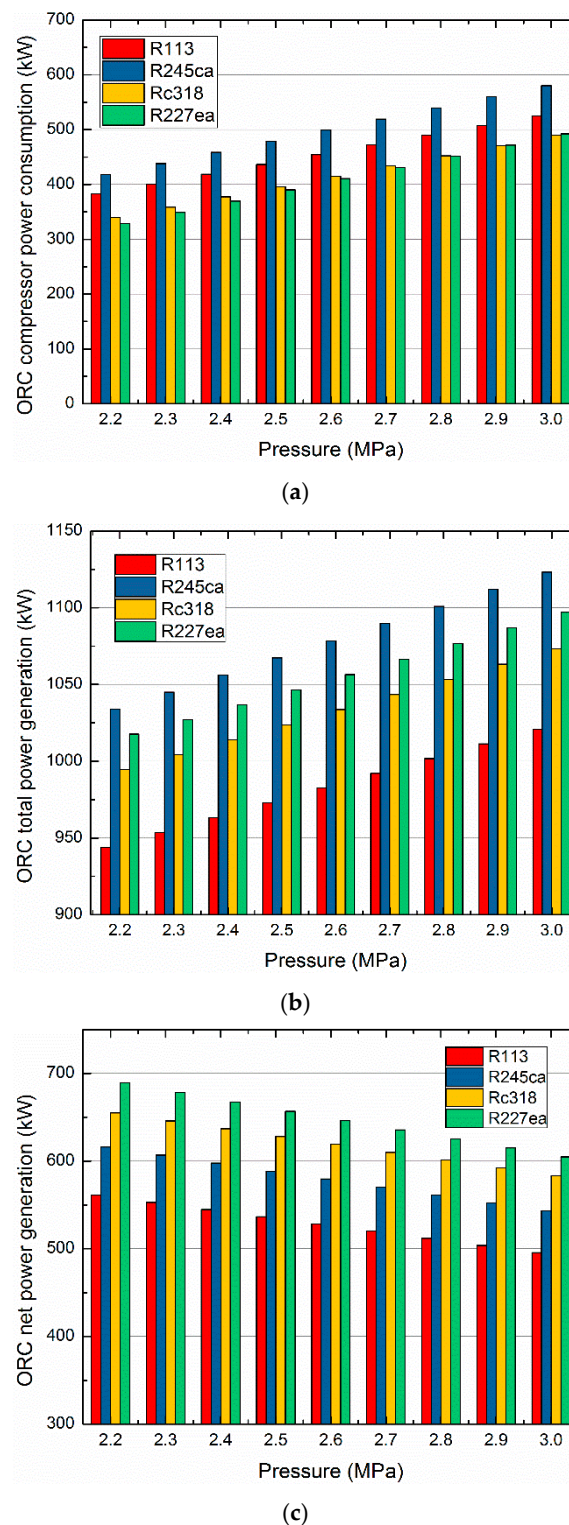 700
600
500
400
300
200
100
0
ORC compressor power consumption (kW)
R113
R245ca
Rc318
R227ea
2.2 2.3 2.4 2.5 2.6 2.7 2.8 2.9 3.0
Pressure (MPa)
(a)
1150
1100
1050
1000
950
900
ORC total power generation (kW)
R113
R245ca
Rc318
R227ea
2.2 2.3 2.4 2.5 2.6 2.7 2.8 2.9 3.0
Pressure (MPa)
(b)
700
600
500
400
300
ORC net power generation (kW)
R113
R245ca
Rc318
R227ea
2.2 2.3 2.4 2.5 2.6 2.7 2.8 2.9 3.0
Pressure (MPa)
(c)